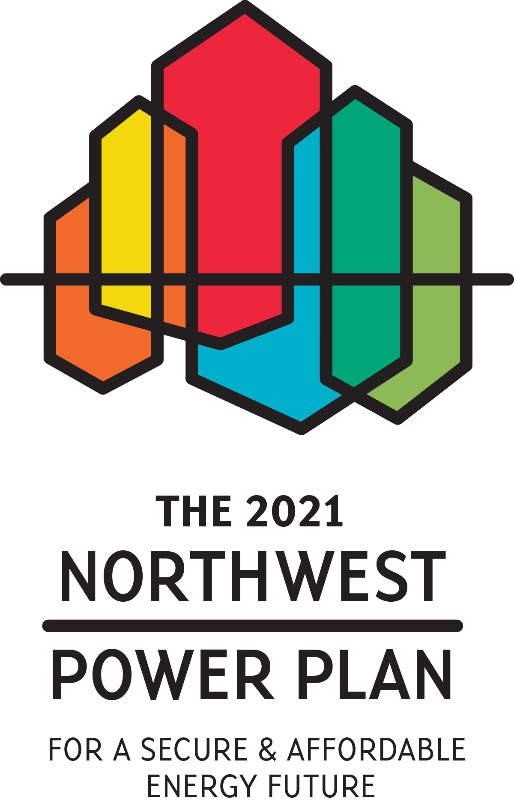 THE 2021
NORTHWEST
POWER PLAN
FOR A SECURE & AFFORDABLE
ENERGY FUTURE